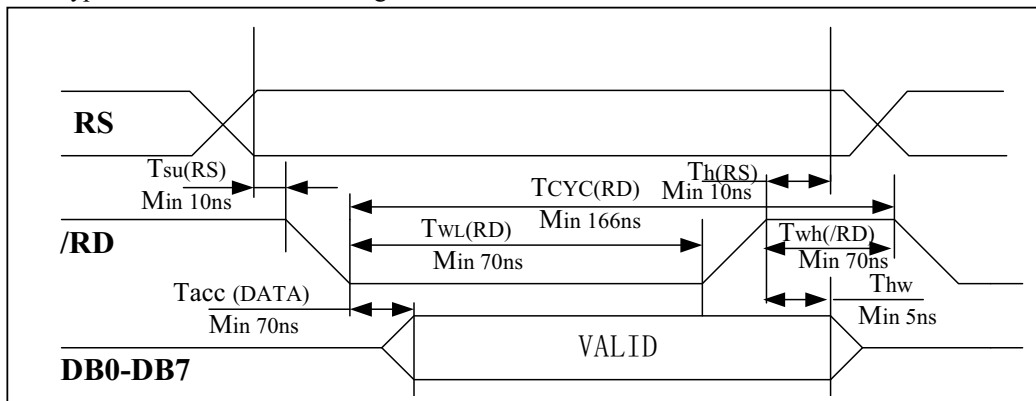 RS
Tsu(RS)
Min 10ns
Th(RS)
Min 10ns
TCYC(RD)
Min 166ns
/RD
TWL(RD)
Min 70ns
Twh(/RD)
Min 70ns
Tacc (DATA)
Min 70ns
Thw
Min 5ns
VALID
DB0-DB7